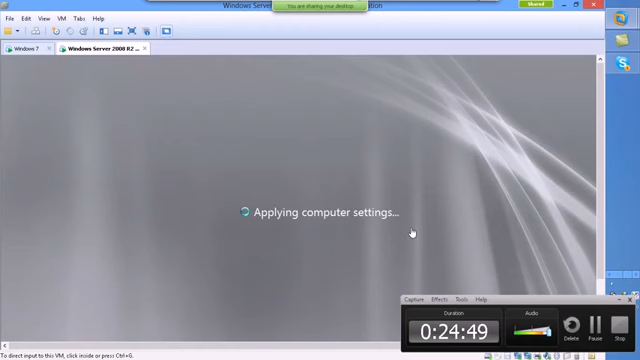 You are sharing your desktop
Shared
Windows Server
File Edit View VM Tabs Help
Windows 7
Windows Server 2008 R2 ...
Applying computer settings...
Capture Effects Tools Help
Duration
0:24:49
Audio
Delete
Pause
Stop
To direct input to this VM, click inside or press Ctrl+G.